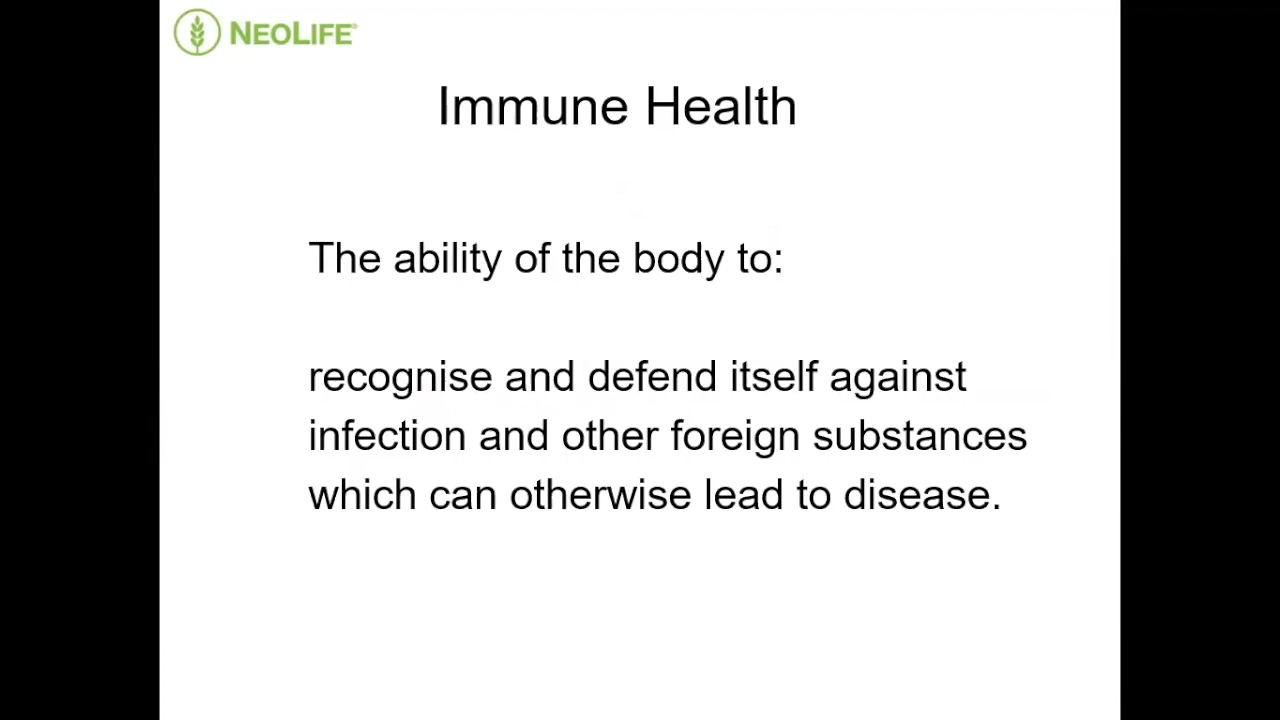 NEOLIFE®
Immune Health
The ability of the body to:
recognise and defend itself against
infection and other foreign substances
which can otherwise lead to disease.